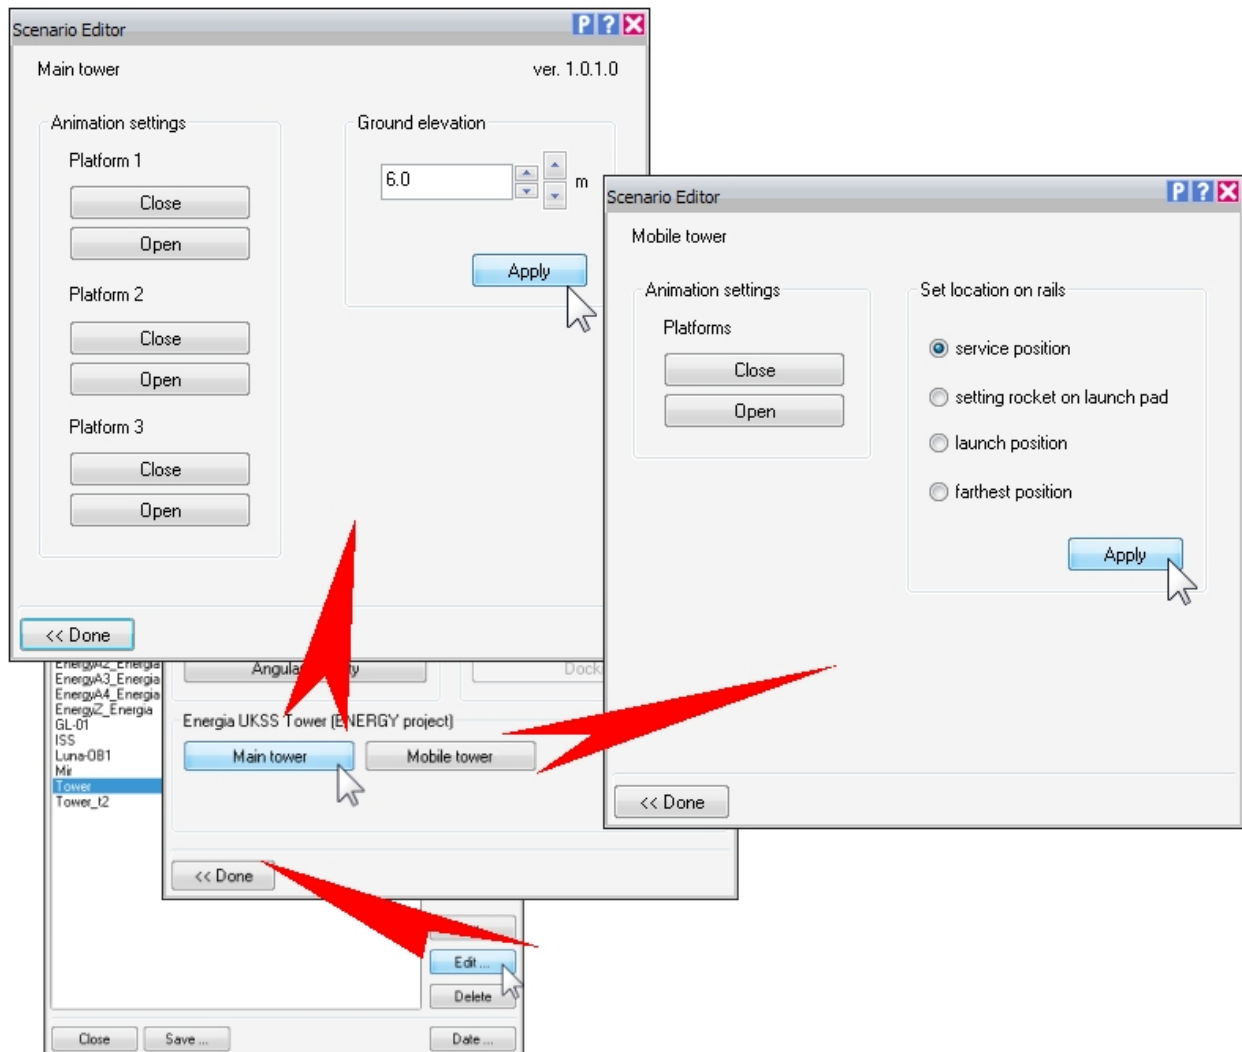 Scenario Editor
P ?
Main tower
ver. 1.0.1.0
Animation settings
Platform 1
Close
Open
Platform 2
Close
Open
Platform 3
Close
Open
Ground elevation
6.0
m
Apply
<< Done
Scenario Editor
P ?
Mobile tower
Animation settings
Platforms
Close
Open
Set location on rails
service position
setting rocket on launch pad
launch position
farthest position
Apply
<< Done
Dock
Energia UKSS Tower (ENERGY project)
Main tower
Mobile tower
<< Done
EnergyA2_Energia
EnergyA3_Energia
EnergyA4_Energia
EnergyZ_Energia
GL-01
ISS
Luna-OB1
Mir
Tower
Tower_t2
Edit ...
Delete
Close
Save ...
Date ...